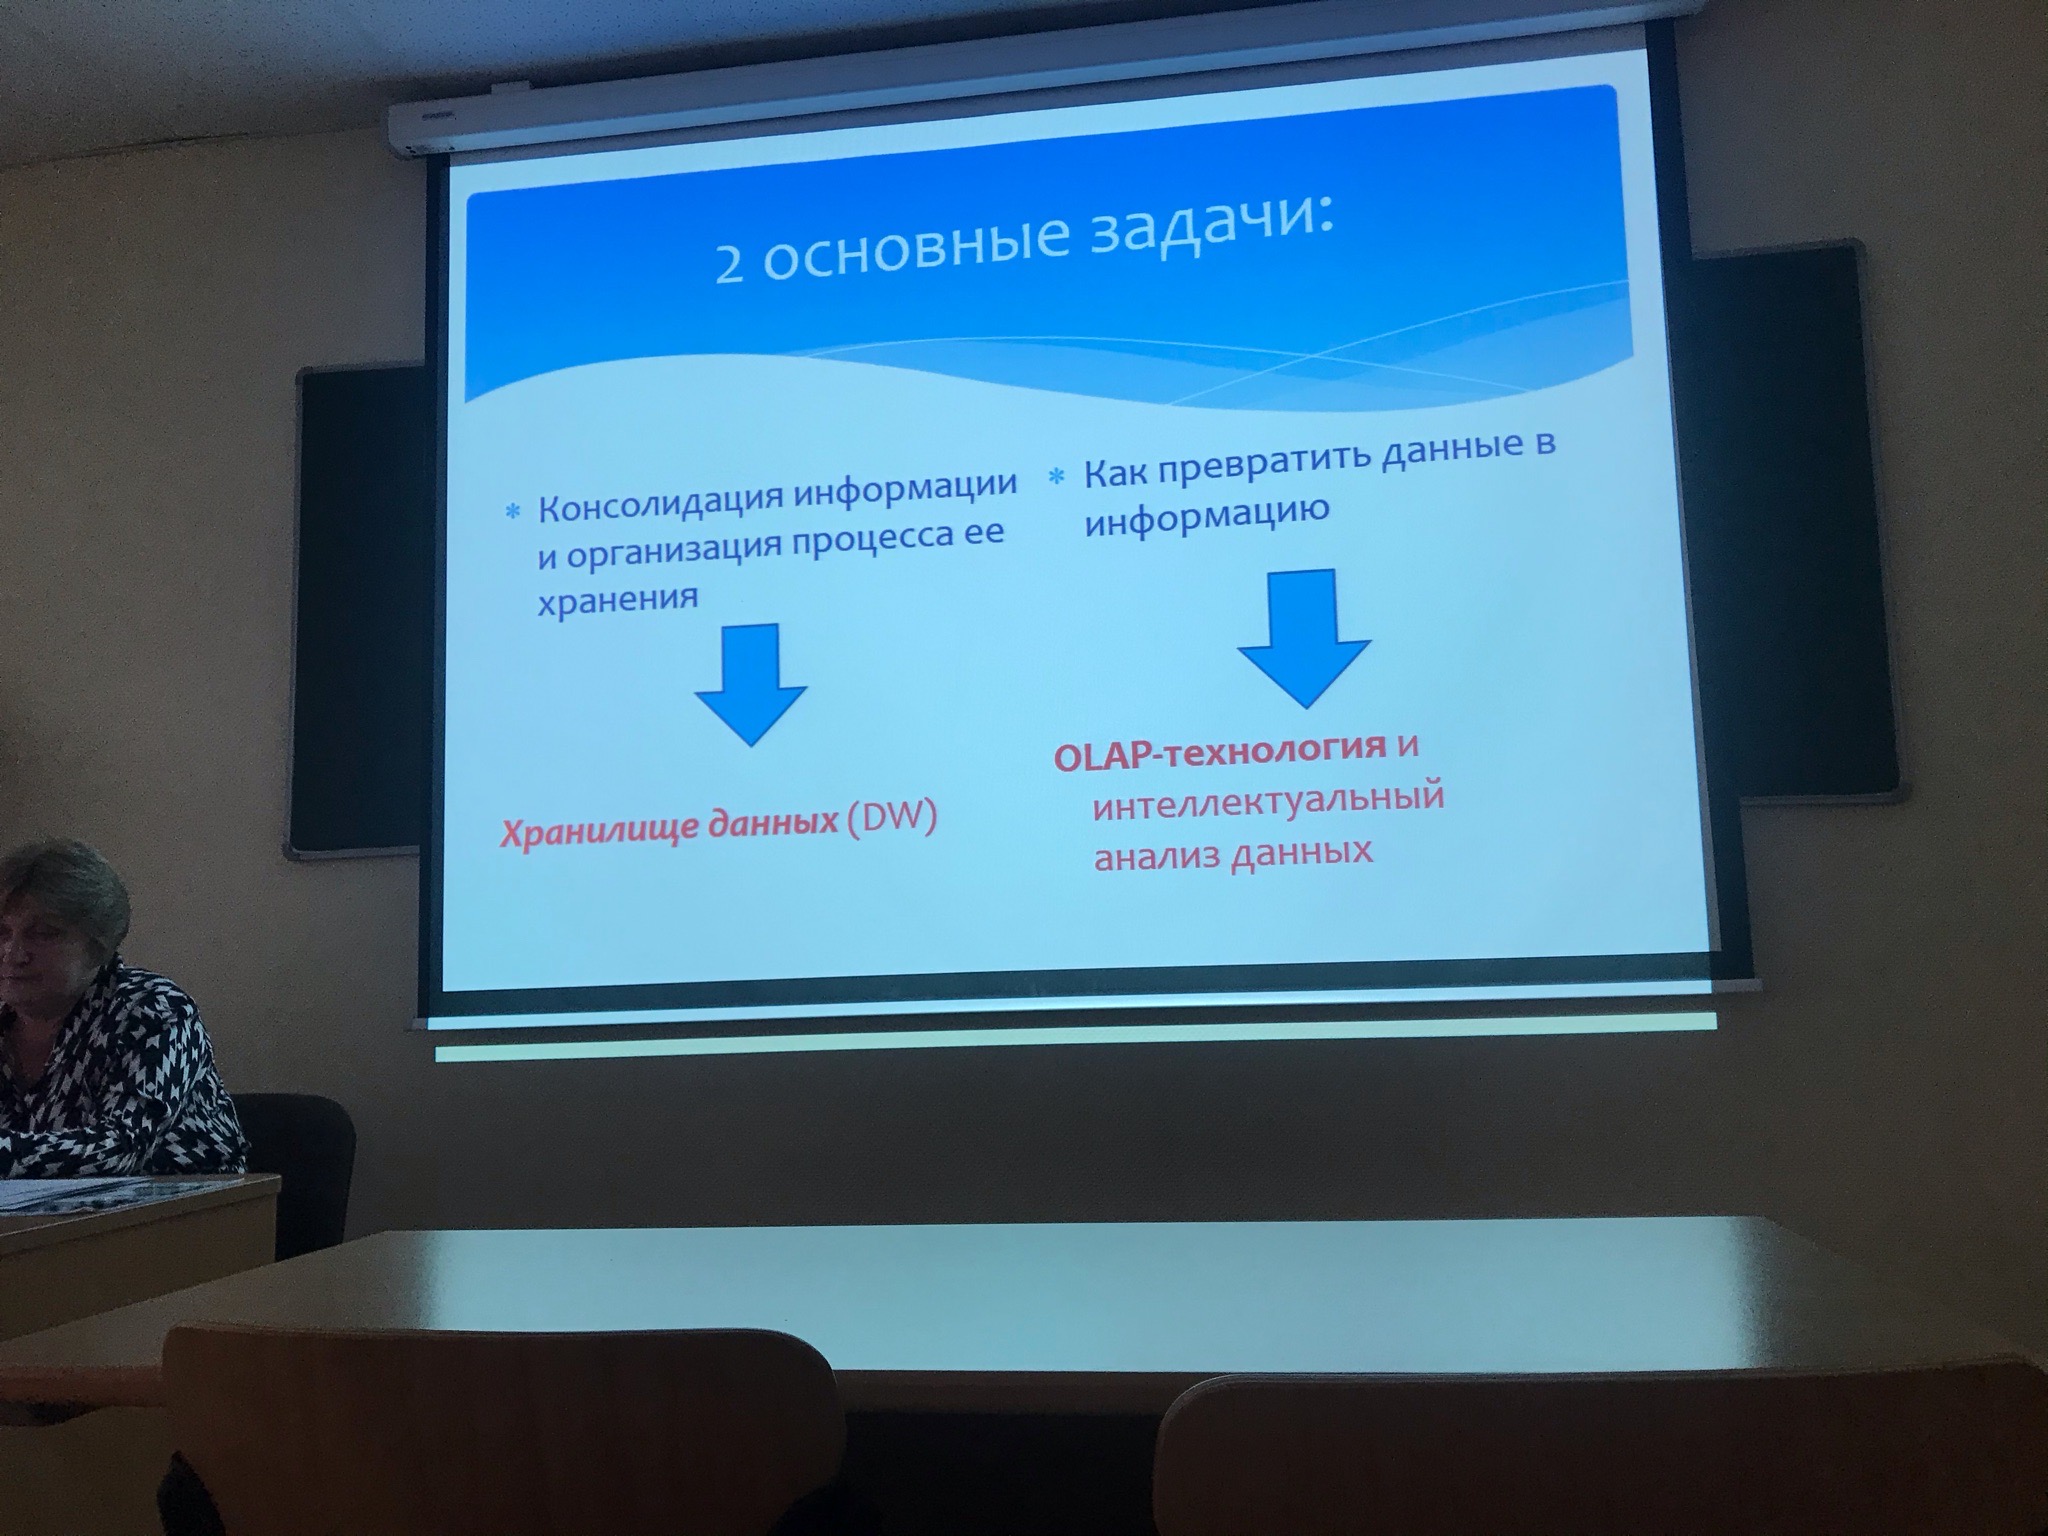 2 основные задачи:
* Консолидация информации
и организация процесса ее
хранения
Хранилище данных (DW)
* Как превратить данные в
информацию
OLAP-технология и
интеллектуальный
анализ данных